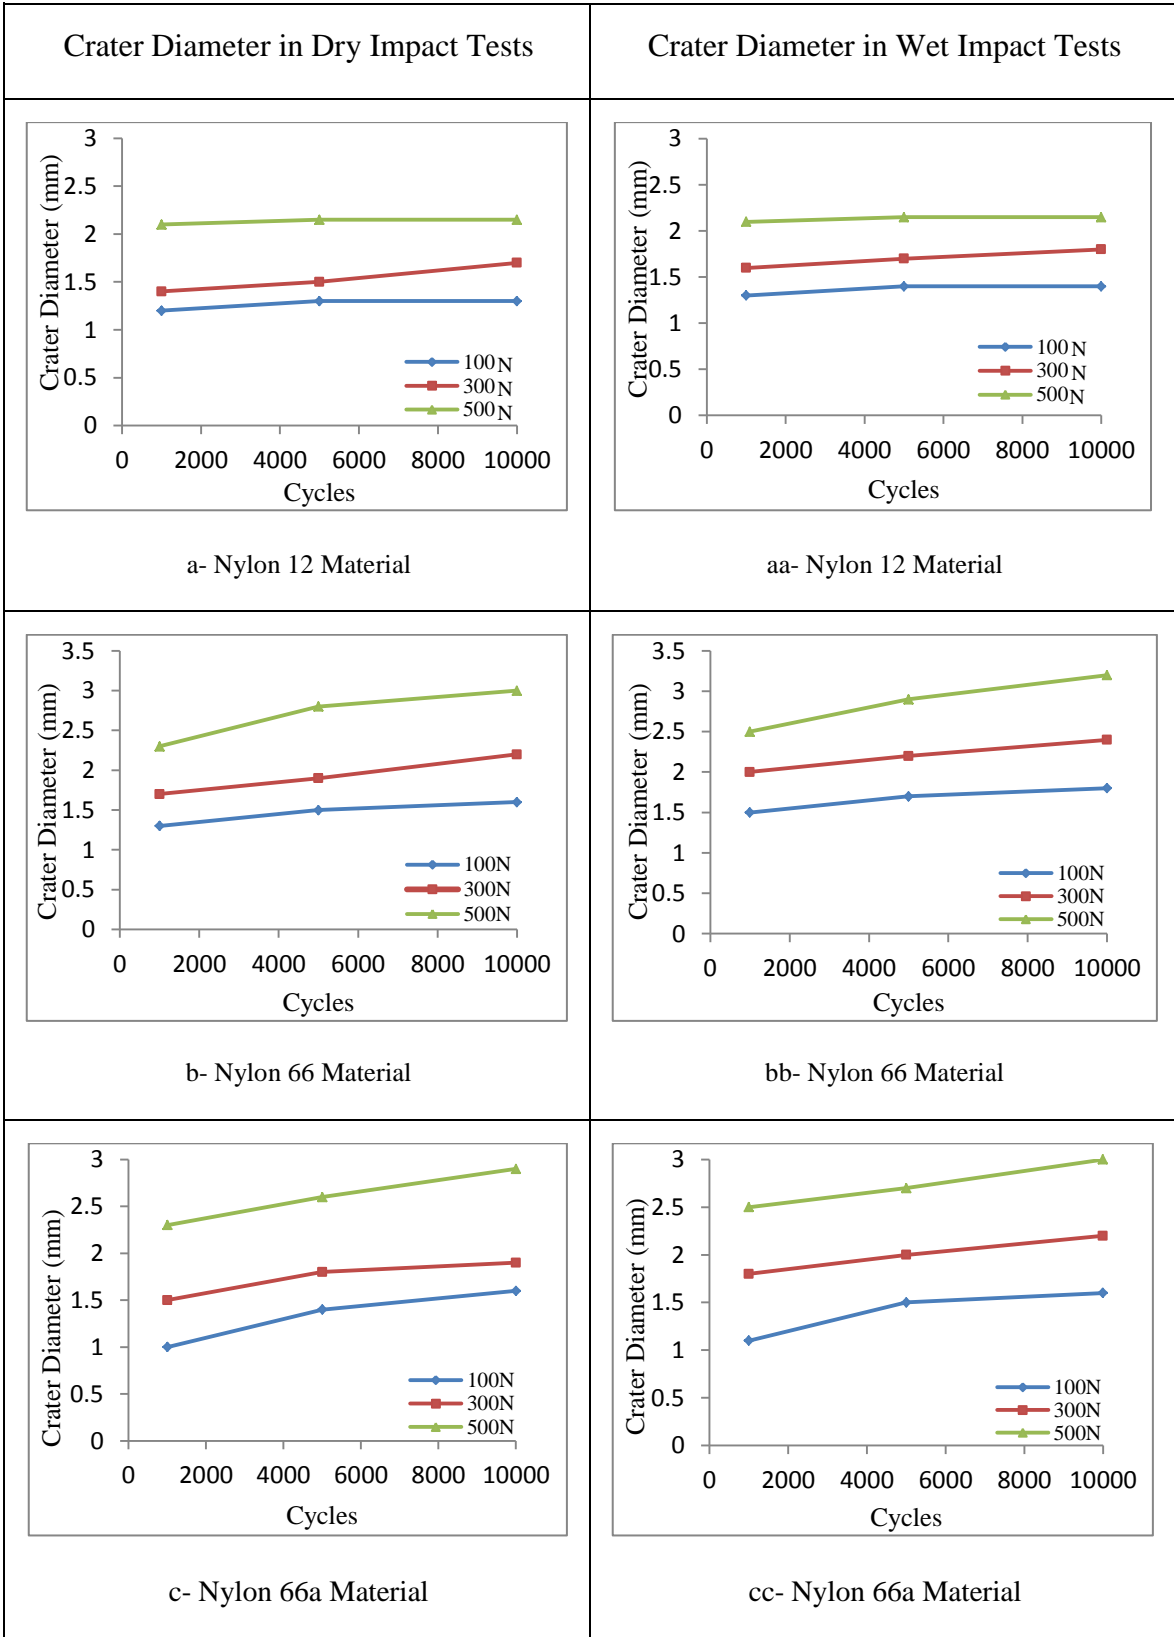 Crater Diameter in Dry Impact Tests
Crater Diameter in Wet Impact Tests
Crater Diameter (mm)
3
2.5
2
1.5
1
0.5
0
0 2000 4000 6000 8000 10000
Cycles
100 N
300 N
500 N
a- Nylon 12 Material
Crater Diameter (mm)
3
2.5
2
1.5
1
0.5
0
0 2000 4000 6000 8000 10000
Cycles
100 N
300 N
500 N
aa- Nylon 12 Material
Crater Diameter (mm)
3.5
3
2.5
2
1.5
1
0.5
0
0 2000 4000 6000 8000 10000
Cycles
100N
300N
500N
b- Nylon 66 Material
Crater Diameter (mm)
3.5
3
2.5
2
1.5
1
0.5
0
0 2000 4000 6000 8000 10000
Cycles
100N
300N
500N
bb- Nylon 66 Material
Crater Diameter (mm)
3
2.5
2
1.5
1
0.5
0
0 2000 4000 6000 8000 10000
Cycles
100N
300N
500N
c- Nylon 66a Material
Crater Diameter (mm)
3
2.5
2
1.5
1
0.5
0
0 2000 4000 6000 8000 10000
Cycles
100N
300N
500N
cc- Nylon 66a Material